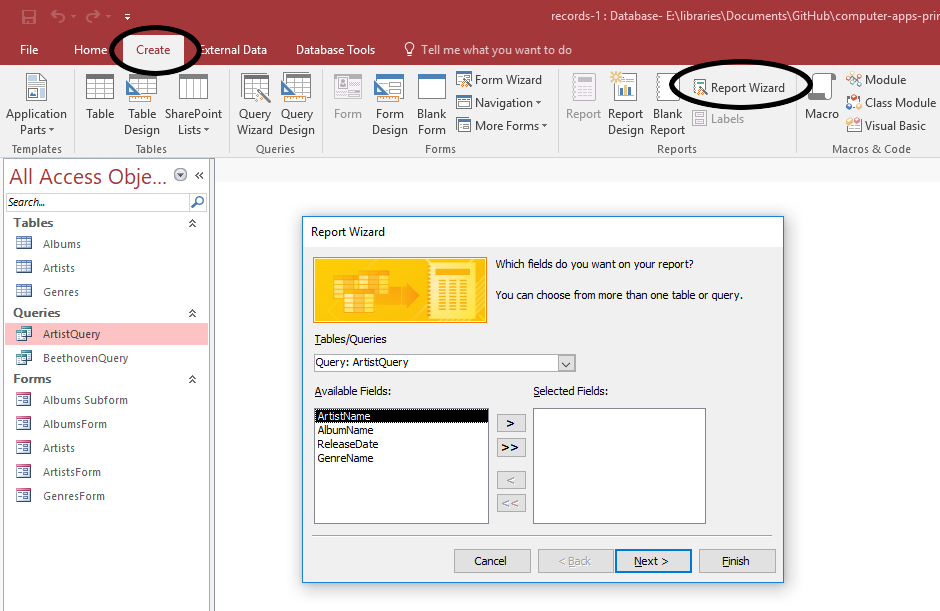 records-1 : Database- E:\libraries\Documents\GitHub\computer-apps-prin
File Home Create External Data Database Tools Tell me what you want to do
Application Parts
Templates
Table
Table Design
SharePoint Lists
Tables
Query Wizard
Query Design
Queries
Form
Form Design
Blank Form
Form Wizard
Navigation
More Forms
Forms
Report
Report Design
Blank Report
Report Wizard
Labels
Reports
Macro
Module
Class Module
Visual Basic
Macros & Code
All Access Obje... «
Search...
Tables
Albums
Artists
Genres
Queries
ArtistQuery
BeethovenQuery
Forms
Albums Subform
AlbumsForm
Artists
ArtistsForm
GenresForm
Report Wizard
Which fields do you want on your report?
You can choose from more than one table or query.
Tables/Queries
Query: ArtistQuery
Available Fields:
ArtistName
AlbumName
ReleaseDate
GenreName
>
>>
<
<<
Selected Fields:
Cancel < Back Next > Finish